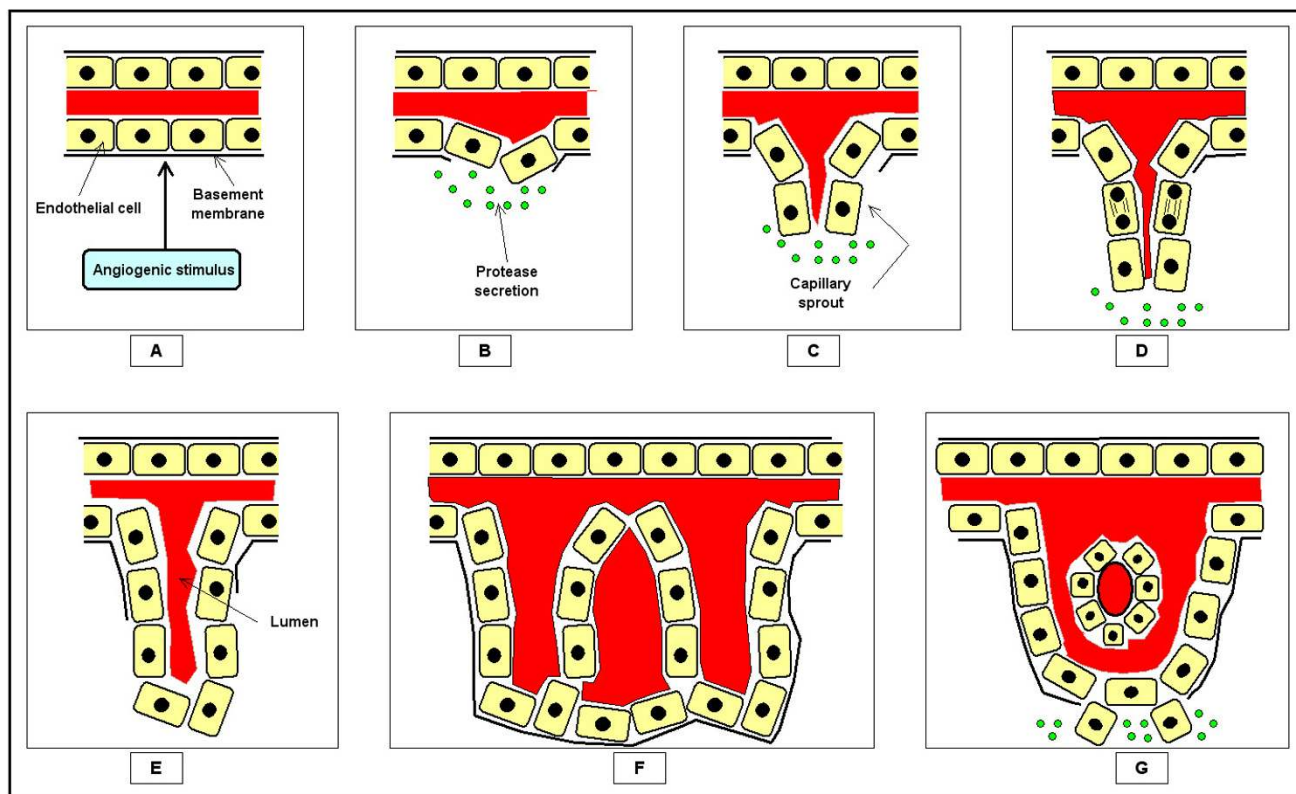 Endothelial cell
Basement
membrane
Angiogenic stimulus
A
Protease
secretion
B
Capillary
sprout
C
D
Lumen
E
F
G